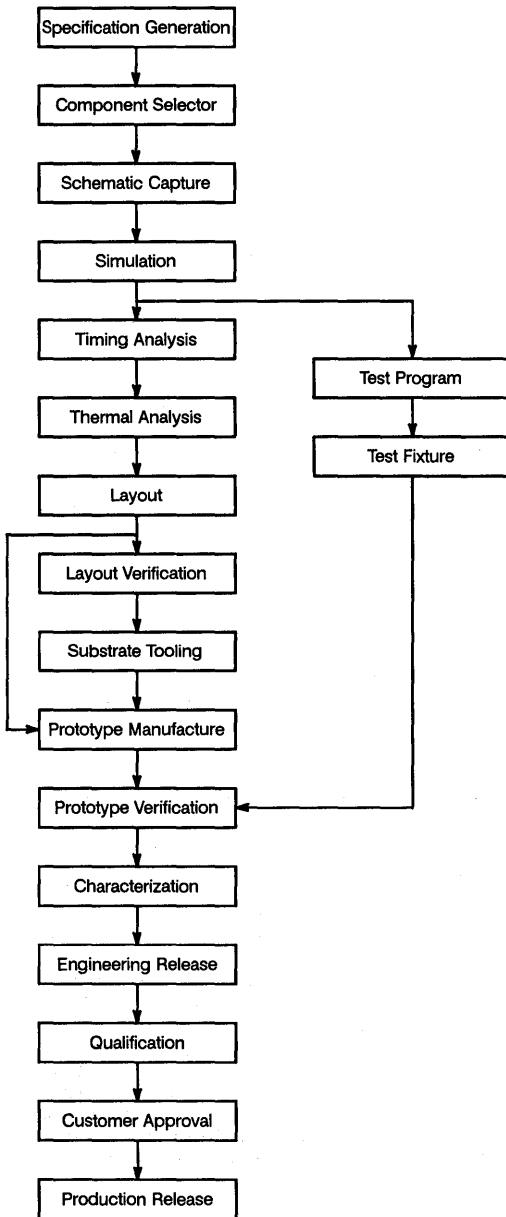 Specification Generation
Component Selector
Schematic Capture
Simulation
Timing Analysis
Test Program
Thermal Analysis
Test Fixture
Layout
Layout Verification
Substrate Tooling
Prototype Manufacture
Prototype Verification
Characterization
Engineering Release
Qualification
Customer Approval
Production Release